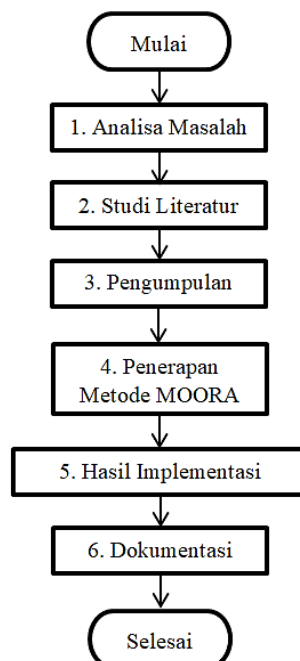 Mulai
1. Analisa Masalah
2. Studi Literatur
3. Pengumpulan
4. Penerapan
Metode MOORA
5. Hasil Implementasi
6. Dokumentasi
Selesai